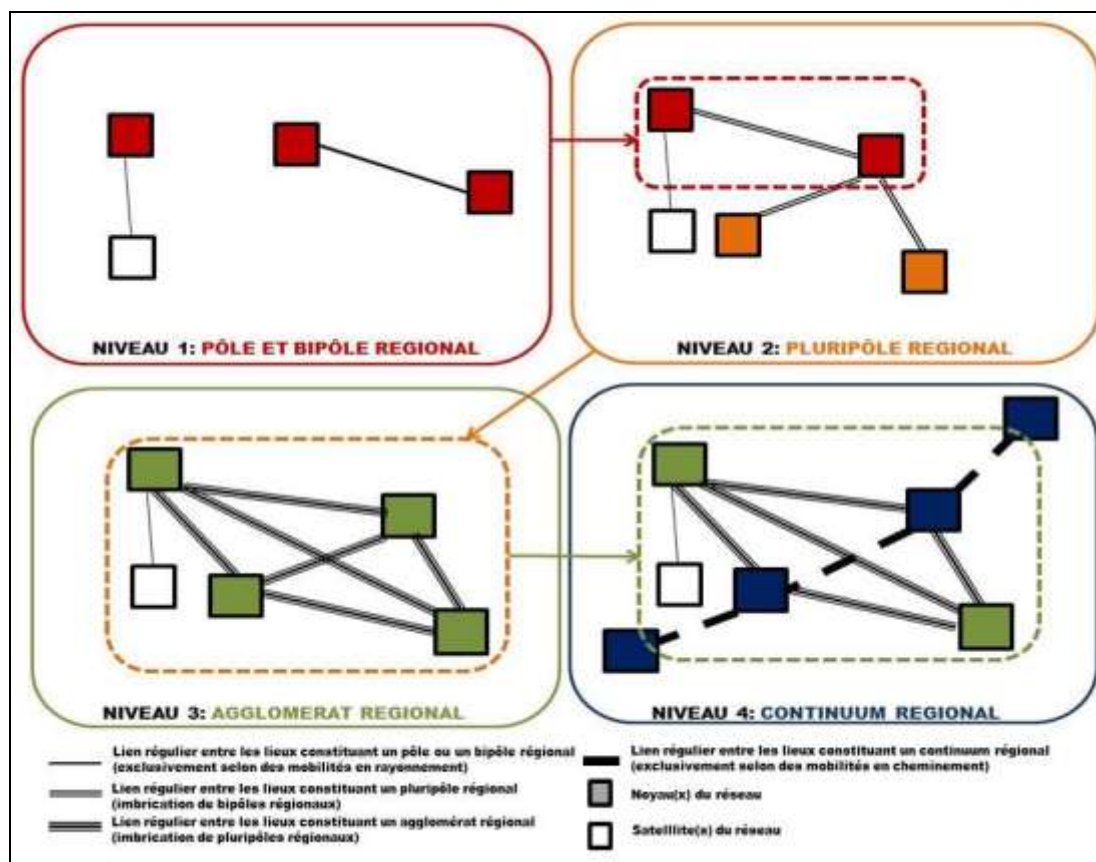 NIVEAU 1: PÔLE ET BIPÔLE REGIONAL
NIVEAU 2: PLURIPÔLE REGIONAL
NIVEAU 3: AGGLOMERAT REGIONAL
NIVEAU 4: CONTINUUM REGIONAL
Lien régulier entre les lieux constituant un pôle ou un bipôle régional
(exclusivement selon des mobilités en rayonnement)
Lien régulier entre les lieux constituant un pluripôle régional
(imbrication de bipôles régionaux)
Lien régulier entre les lieux constituant un agglomérat régional
(imbrication de pluripôles régionaux)
Lien régulier entre les lieux constituant un continuum régional
(exclusivement selon des mobilités en cheminement)
Noyau(x) du réseau
Satelllite(s) du réseau